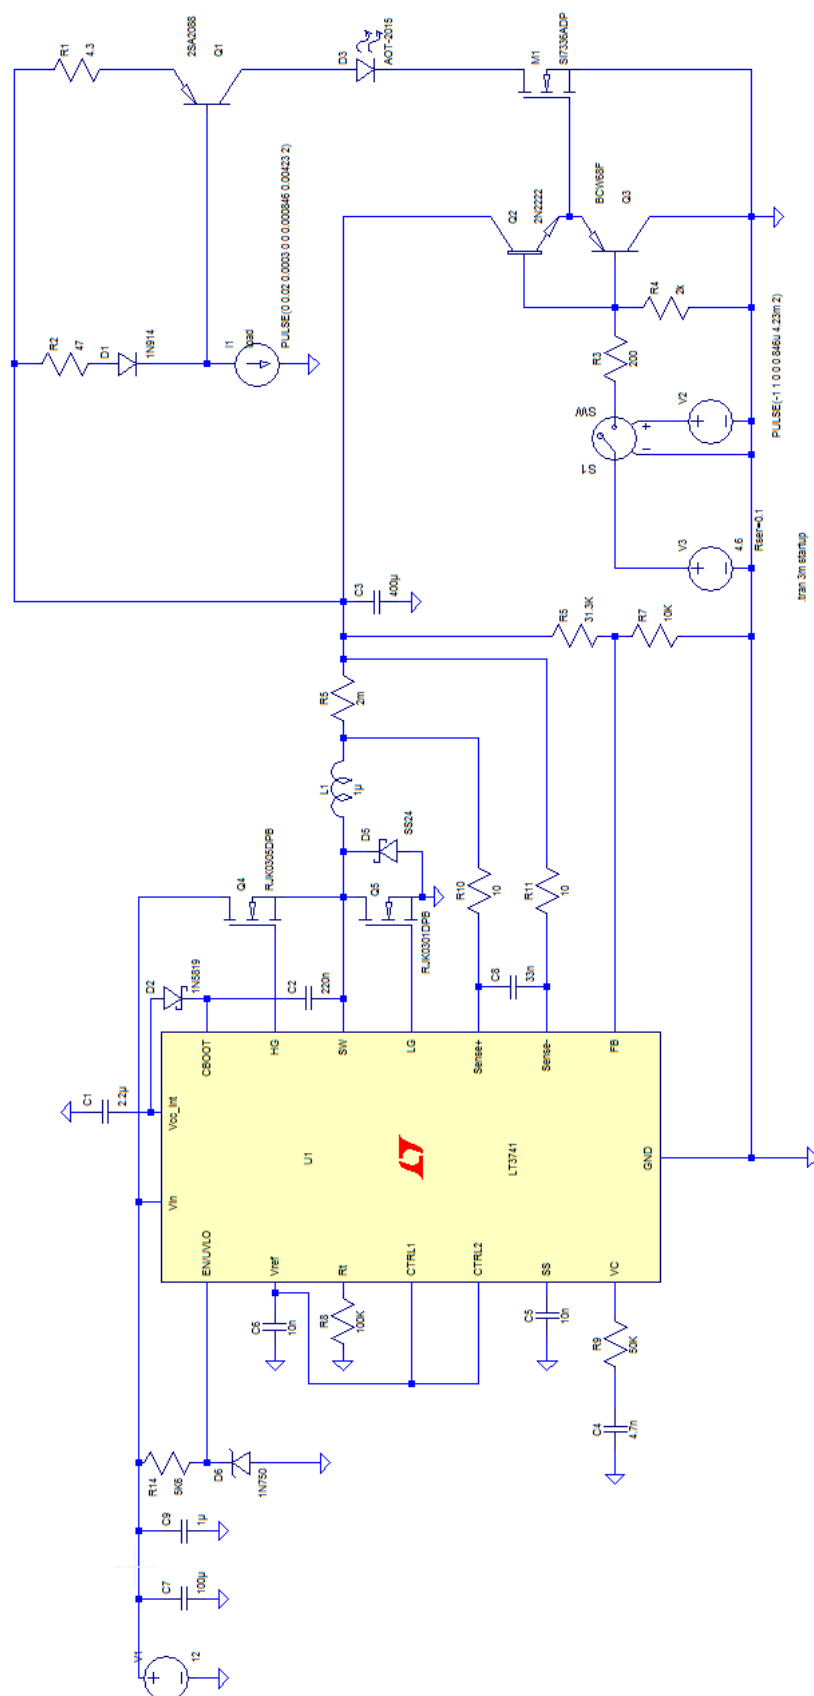 R1
4.3
2SA2088
Q1
D3
AOT-2015
M1
SI7336ADP
R2
47
D1
1N914
I1
load
PULSE(0 0.02 0.0003 0 0 0.000846 0.00423 2)
Q2
2N2222
BCW68F
Q3
R3
200
R4
2k
S1
SW
+
-
V2
PULSE(-1 1 0 0 0 846u 4.23m 2)
V3
4.6
Rser=0.1
.tran 3m startup
C3
400µ
R5
31.3K
R7
10K
R5
2m
L1
1µ
D5
SS24
Q4
RJK0305DPB
Q5
RJK0301DPB
R10
10
R11
10
C8
33n
D2
1N5819
C2
220n
C1
2.2µ
Vcc_Int
CBOOT
HG
SW
LG
Sense+
Sense-
FB
Vin
U1
LT3741
GND
EN/UVLO
Vref
Rt
CTRL1
CTRL2
SS
VC
C6
10n
R8
100K
C5
10n
R9
50K
C4
4.7n
R14
5K6
D6
1N750
C9
1µ
C7
100µ
V1
12